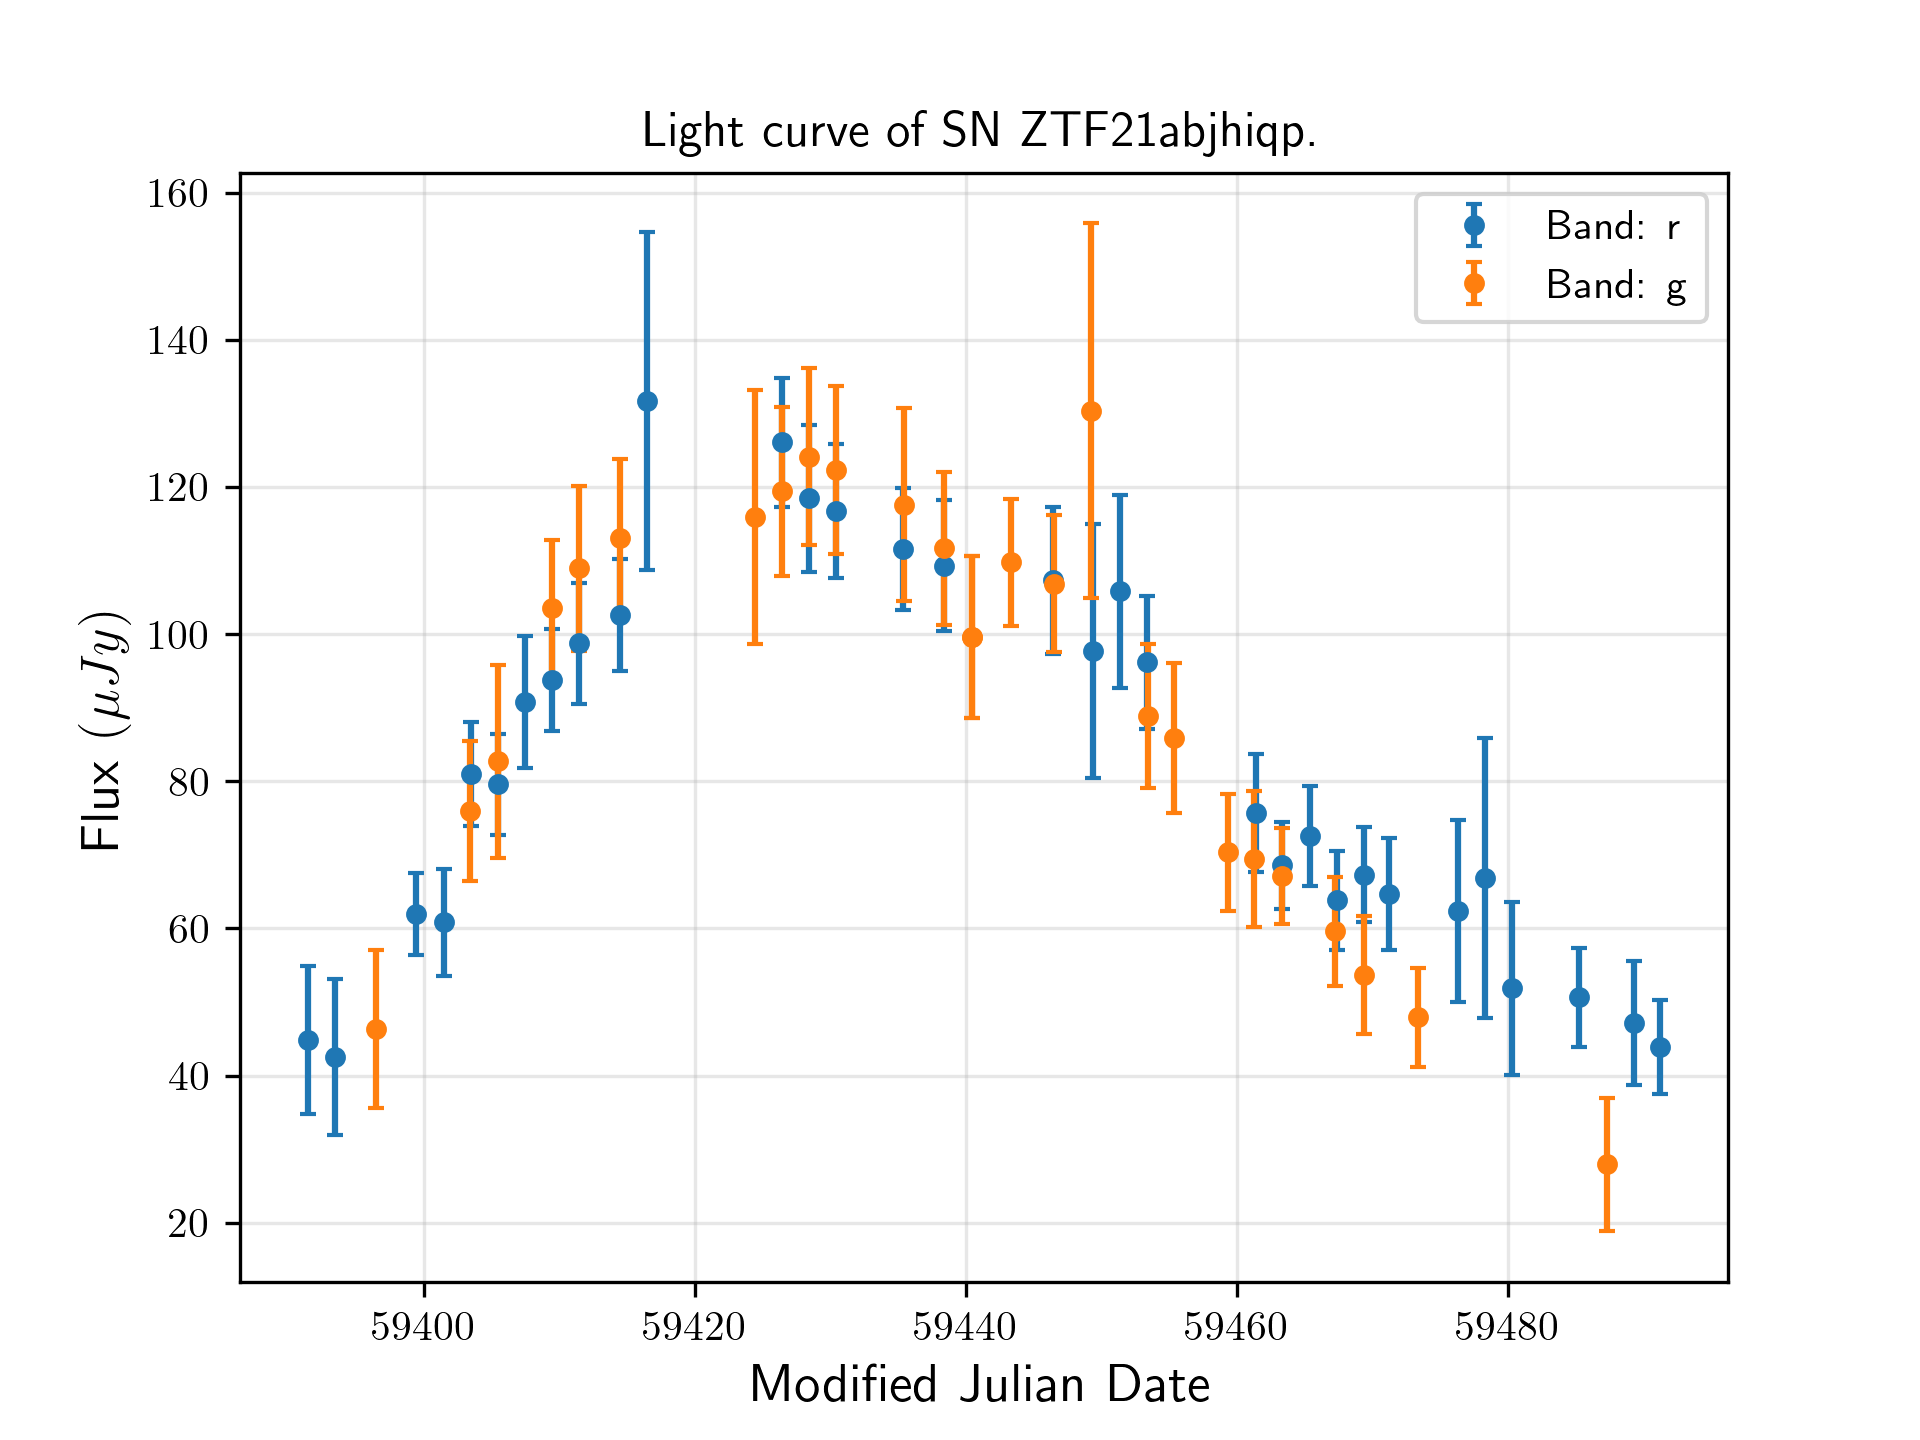 Light curve of SN ZTF21abjhiqp.
160
140
120
100
80
60
40
20
Flux (μJy)
Band: r
Band: g
59400 59420 59440 59460 59480
Modified Julian Date